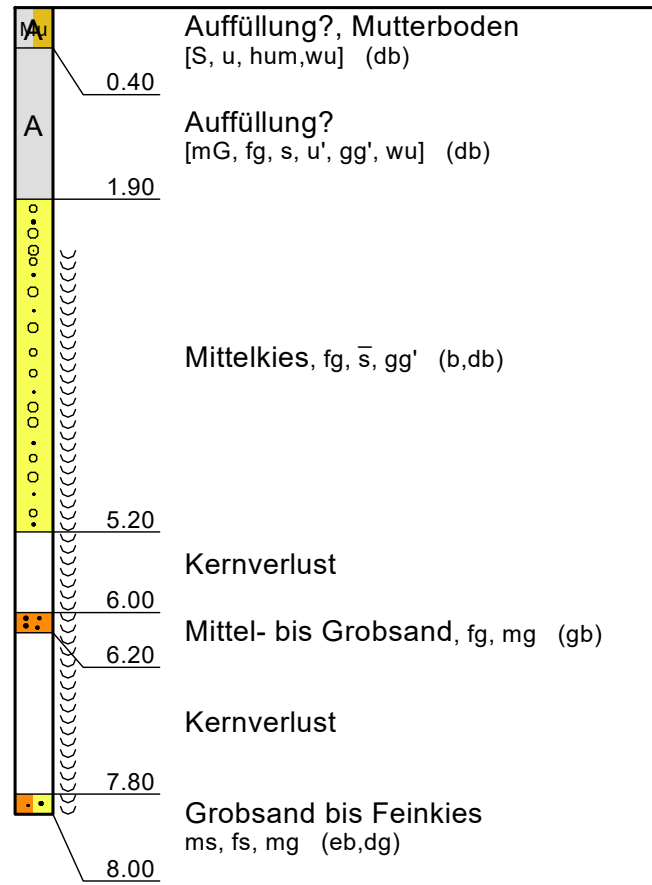 Mu A
Auffüllung?, Mutterboden
[S, u, hum,wu] (db)
0.40
A
Auffüllung?
[mG, fg, s, u', gg', wu] (db)
1.90
Mittelkies, fg, s̅, gg' (b,db)
5.20
Kernverlust
6.00
Mittel- bis Grobsand, fg, mg (gb)
6.20
Kernverlust
7.80
Grobsand bis Feinkies
ms, fs, mg (eb,dg)
8.00